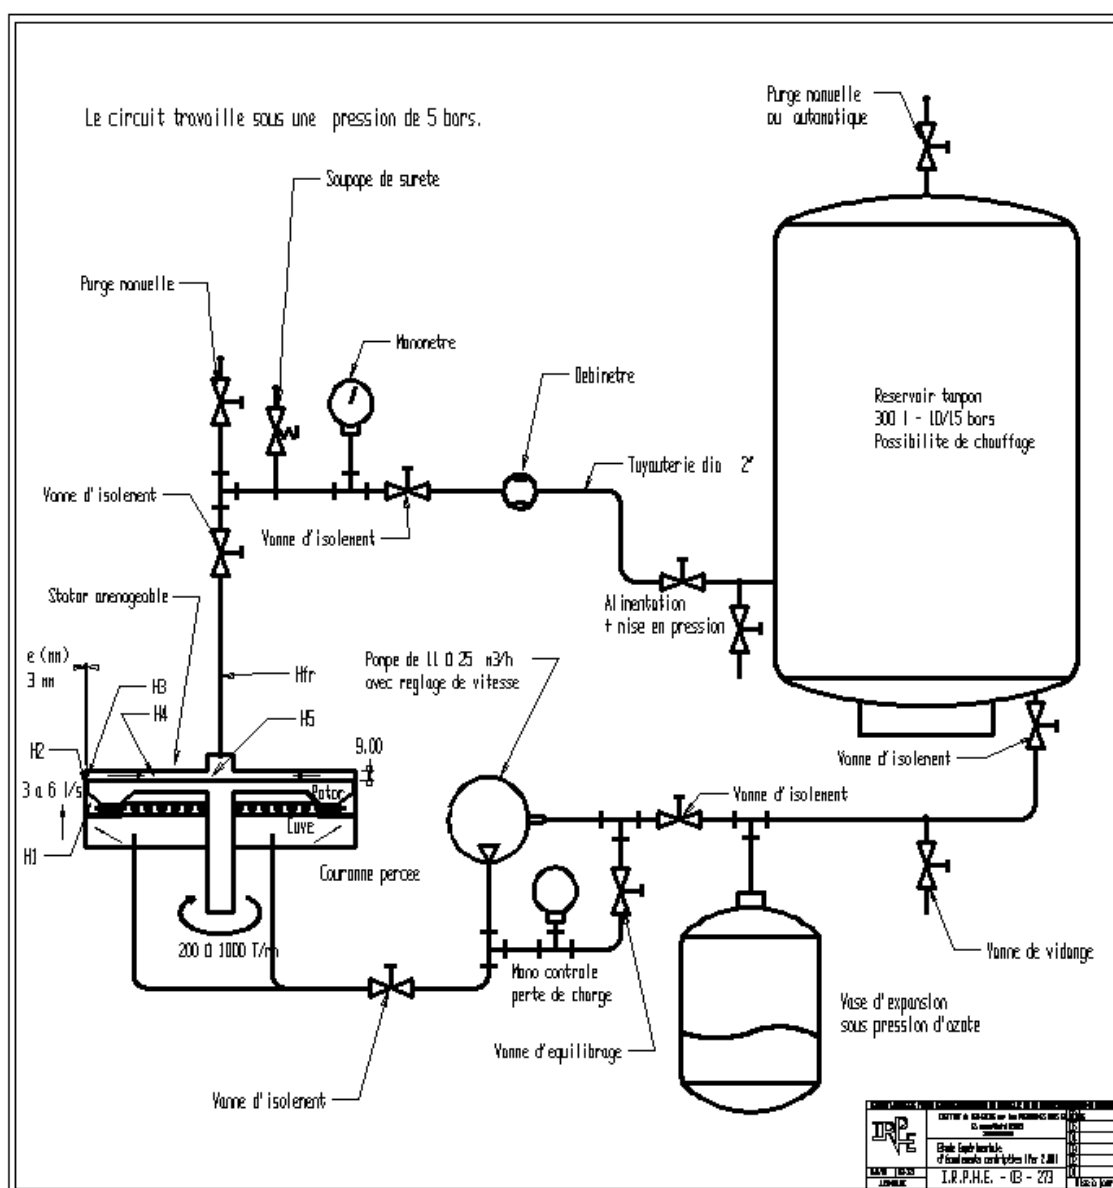 Le circuit travaille sous une pression de 5 bars.
Purge manuelle
ou automatique
Soupape de surete
Purge manuelle
Manometre
Debimetre
Reservoir tampon
300 l - 10/15 bars
Possibilite de chauffage
Tuyauterie dia 2"
Vanne d'isolement
Vanne d'isolement
Stator amenageable
Alimentation
+ mise en pression
e (mm)
3 mm
H3
H4
Hfr
H5
Pompe de 11 a 25 m3/h
avec reglage de vitesse
H2
9.00
Vanne d'isolement
3 a 6 l/s
Rotor
Vanne d'isolement
Cuve
H1
Couronne percee
200 a 1000 T/m
Mano controle
perte de charge
Vanne de vidange
Vase d'expansion
sous pression d'azote
Vanne d'equilibrage
Vanne d'isolement
Etude Experimentale
I.R.P.H.E. - 03 - 273